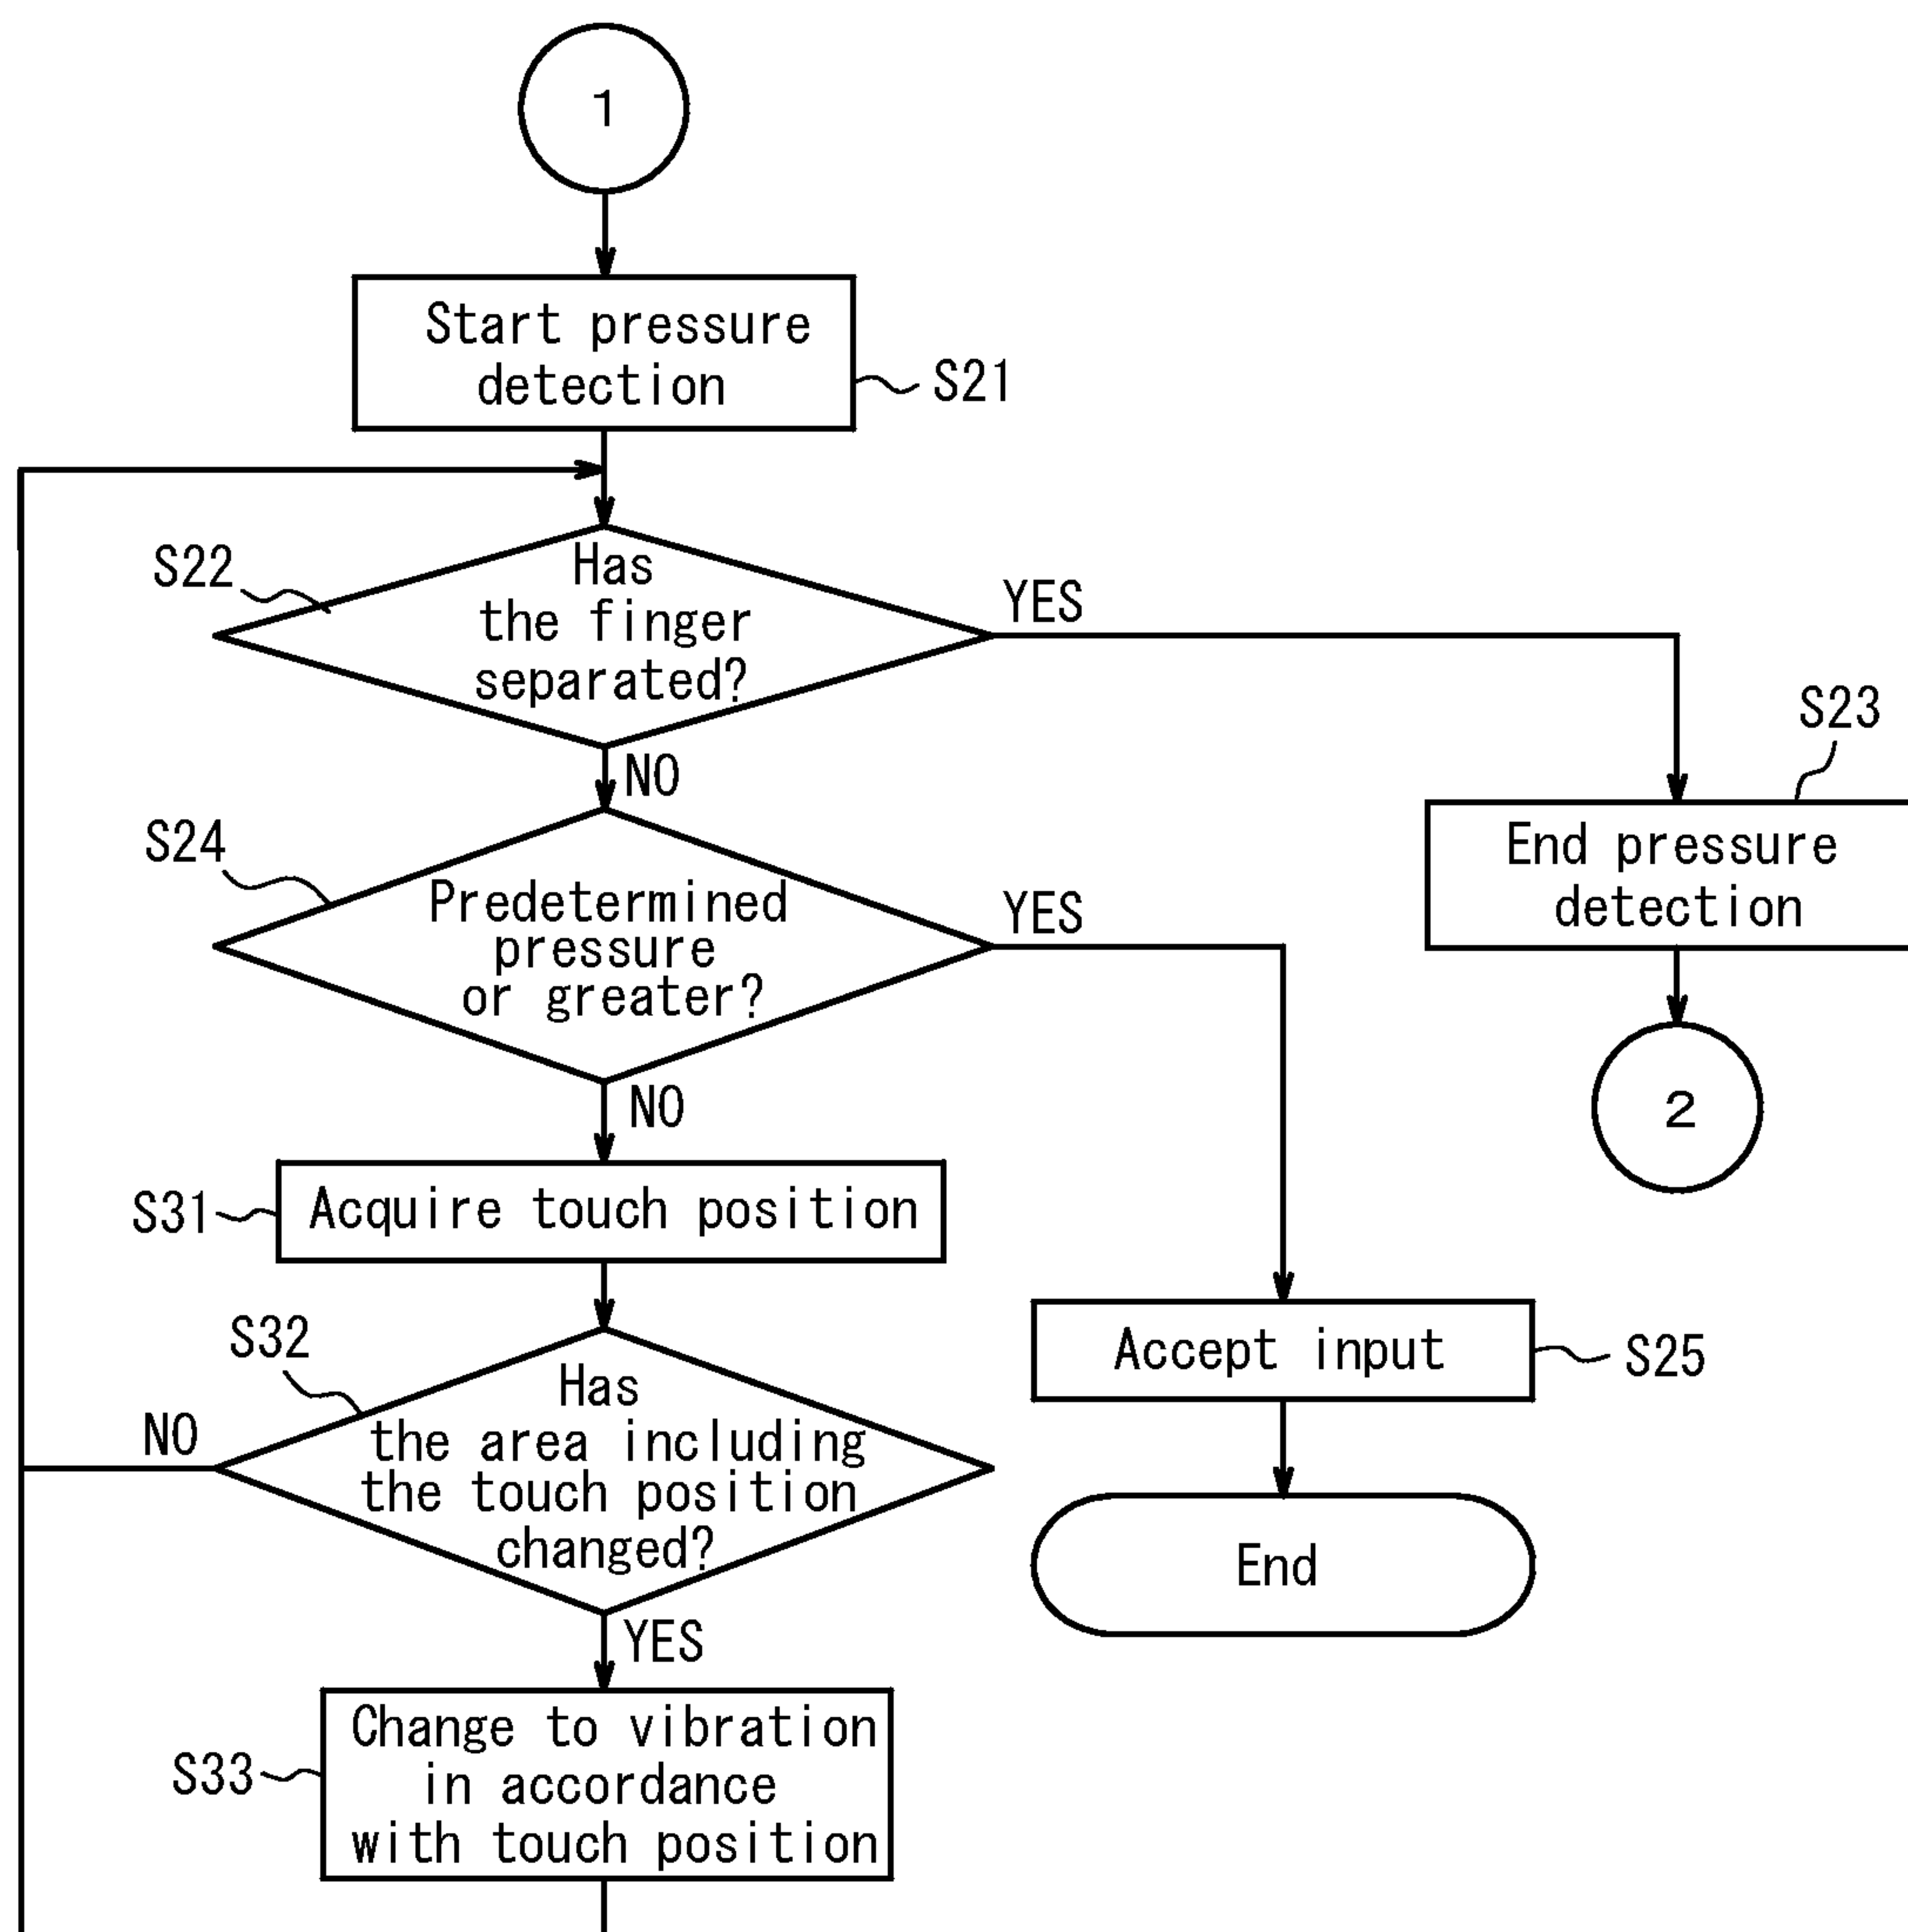 1
Start pressure
detection
S21
S22
Has
the finger
separated?
YES
NO
S23
End pressure
detection
2
S24
Predetermined
pressure
or greater?
YES
NO
S31
Acquire touch position
S32
Has
the area including
the touch position
changed?
NO
YES
Accept input
S25
End
S33
Change to vibration
in accordance
with touch position